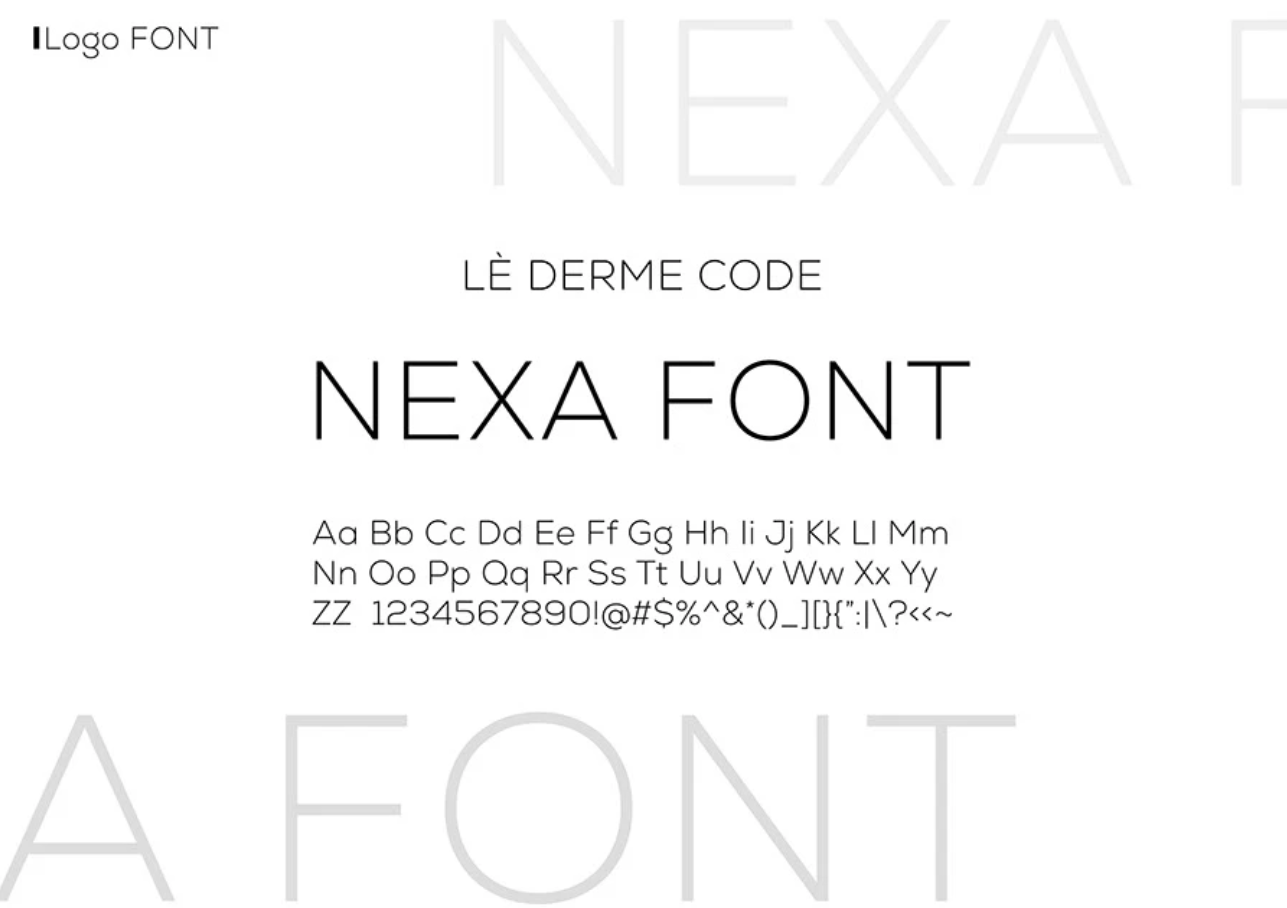 Logo FONT
NEXA F
LÈ DERME CODE
NEXA FONT
Aa Bb Cc Dd Ee Ff Gg Hh Ii Jj Kk Ll Mm
Nn Oo Pp Qq Rr Ss Tt Uu Vv Ww Xx Yy
ZZ 1234567890!@#$%^&*()_][}{":|\?<<~
A FONT